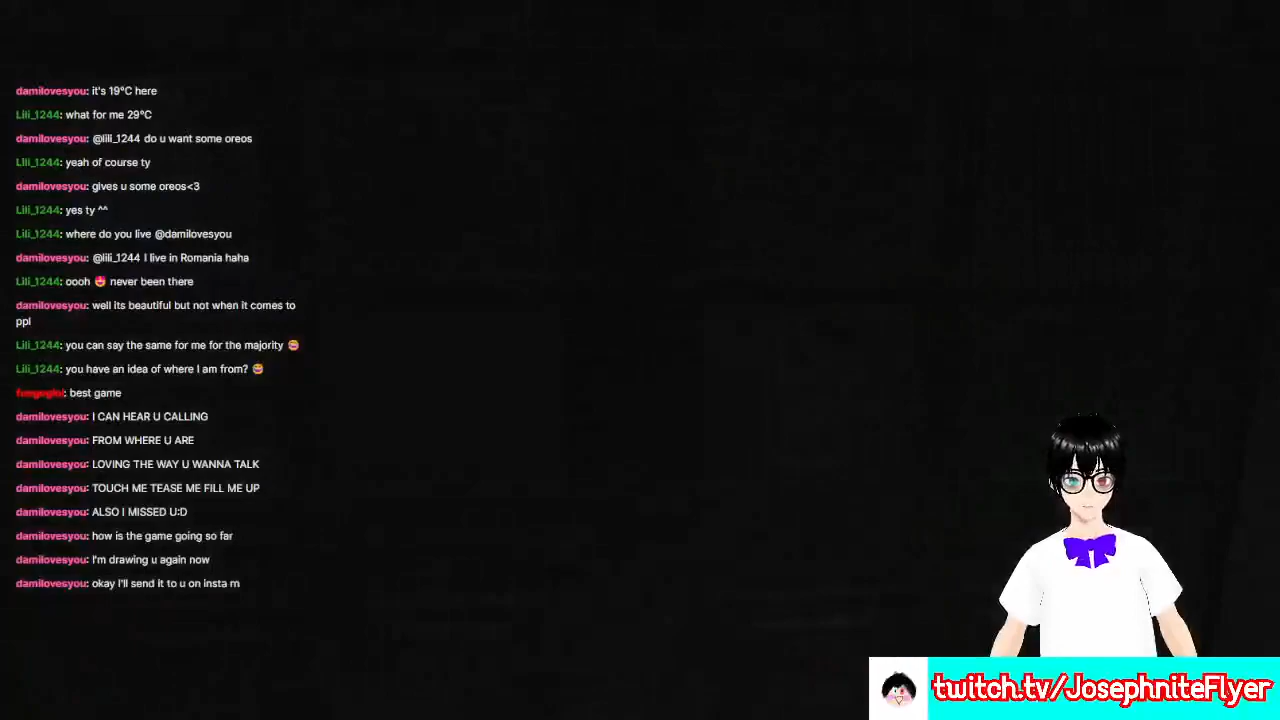 damilovesyou: it's 19°C here
Lili_1244: what for me 29°C
damilovesyou: @lili_1244 do u want some oreos
Lili_1244: yeah of course ty
damilovesyou: gives u some oreos<3
Lili_1244: yes ty ^^
Lili_1244: where do you live @damilovesyou
damilovesyou: @lili_1244 I live in Romania haha
Lili_1244: oooh 🤩 never been there
damilovesyou: well its beautiful but not when it comes to
ppl
Lili_1244: you can say the same for me for the majority 😂
Lili_1244: you have an idea of where I am from? 😂
: best game
damilovesyou: I CAN HEAR U CALLING
damilovesyou: FROM WHERE U ARE
damilovesyou: LOVING THE WAY U WANNA TALK
damilovesyou: TOUCH ME TEASE ME FILL ME UP
damilovesyou: ALSO I MISSED U:D
damilovesyou: how is the game going so far
damilovesyou: I'm drawing u again now
damilovesyou: okay I'll send it to u on insta m
twitch.tv/JosephniteFlyer